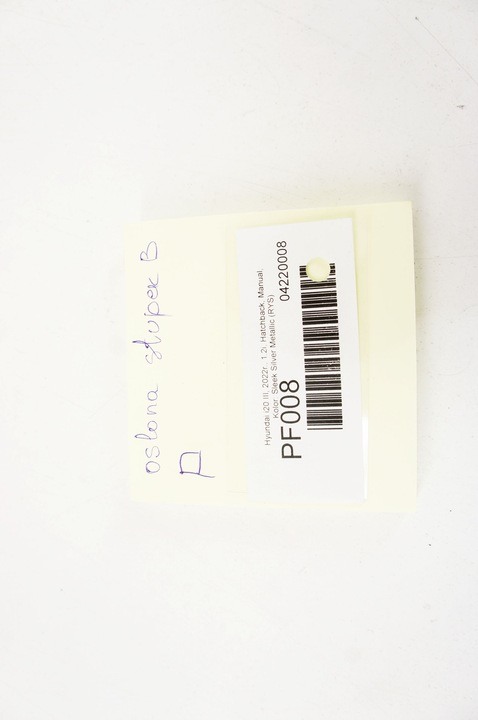 osłona słupek B
P
Hyundai i20 III, 2022r., 1.2i, Hatchback, Manual,
Kolor: Sleek Silver Metallic (RYS)
PF008
04220008